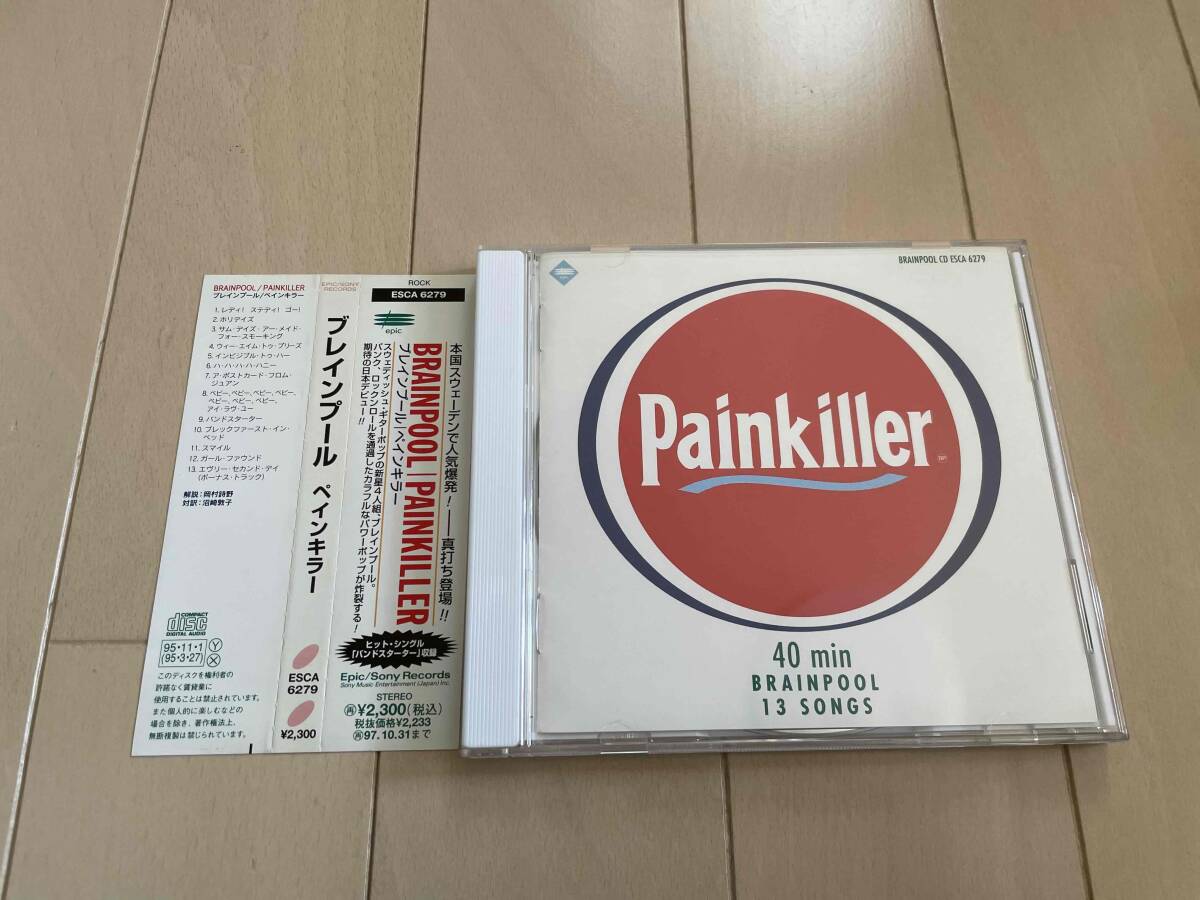 BRAINPOOL / PAINKILLER
ブレインプール/ペインキラー
1. レディ! ステディ! ゴー!
2. ホリデイズ
3. サム・デイズ・アー・メイド・
フォー・スモーキング
4. ウィー・エイム・トゥ・プリーズ
5. インビジブル・トゥ・ハー
6. ハ・ハ・ハ・ハ・ハニー
7. ア・ポストカード・フロム・
ジュアン
8. ベビー、ベビー、ベビー、ベビー、
ベビー、ベビー、ベビー、
アイ・ラヴ・ユー
9. バンドスターター
10. ブレックファースト・イン・
ベッド
11. スマイル
12. ガール・ファウンド
13. エヴリー・セカンド・デイ
(ボーナス・トラック)
解説:岡村詩野
対訳:沼崎敦子
COMPACT
disc
DIGITAL AUDIO
95・11・1
(95・3・27)
Y
X
このディスクを権利者の
許諾なく賃貸業に
使用することは禁止されています。
また個人的に楽しむなどの
場合を除き、著作権法上、
無断複製は禁じられています。
EPIC/SONY
RECORDS
ブレインプール ペインキラー
ESCA
6279
¥2,300
ROCK
ESCA 6279
epic
本国スウェーデンで人気爆発!――真打ち登場!!
BRAINPOOL | PAINKILLER
ブレインプール|ペインキラー
スウェディッシュ・ギターポップの新星4人組、ブレインプール。
パンク、ロックンロールを通過したカラフルなパワーポップが炸裂する!
期待の日本デビュー!!
ヒット・シングル
「バンドスターター」収録
Epic/Sony Records
Sony Music Entertainment (Japan) Inc.
STEREO
再¥2,300(税込)
税抜価格¥2,233
再97.10.31まで
BRAINPOOL CD ESCA 6279
Painkiller
40 min
BRAINPOOL
13 SONGS